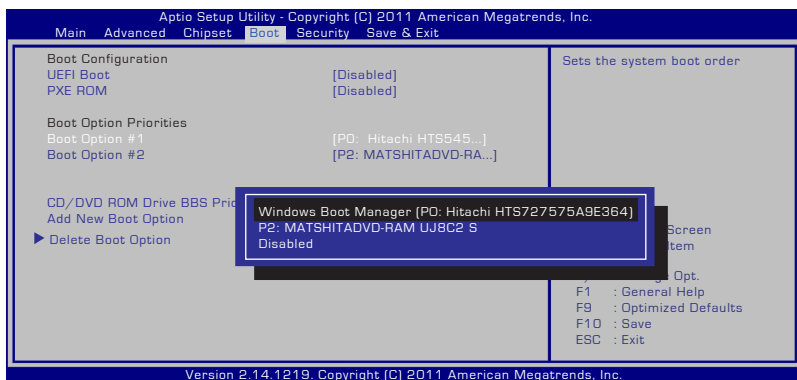 Aptio Setup Utility - Copyright (C) 2011 American Megatrends, Inc.
Main Advanced Chipset Boot Security Save & Exit
Boot Configuration
UEFI Boot [Disabled]
PXE ROM [Disabled]
Boot Option Priorities
Boot Option #1 [P0: Hitachi HTS545...]
Boot Option #2 [P2: MATSHITADVD-RA...]
CD/DVD ROM Drive BBS
Add New Boot Option
Delete Boot Option
Windows Boot Manager (P0: Hitachi HTS727575A9E364)
P2: MATSHITADVD-RAM UJ8C2 S
Disabled
Sets the system boot order
Screen
Item
Opt.
F1 : General Help
F9 : Optimized Defaults
F10 : Save
ESC : Exit
Version 2.14.1219. Copyright (C) 2011 American Megatrends, Inc.